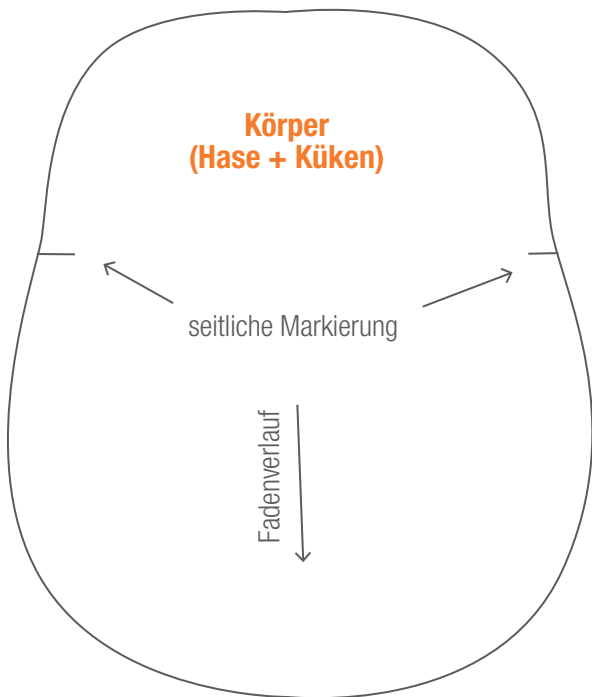 Körper
(Hase + Küken)
seitliche Markierung
Fadenverlauf